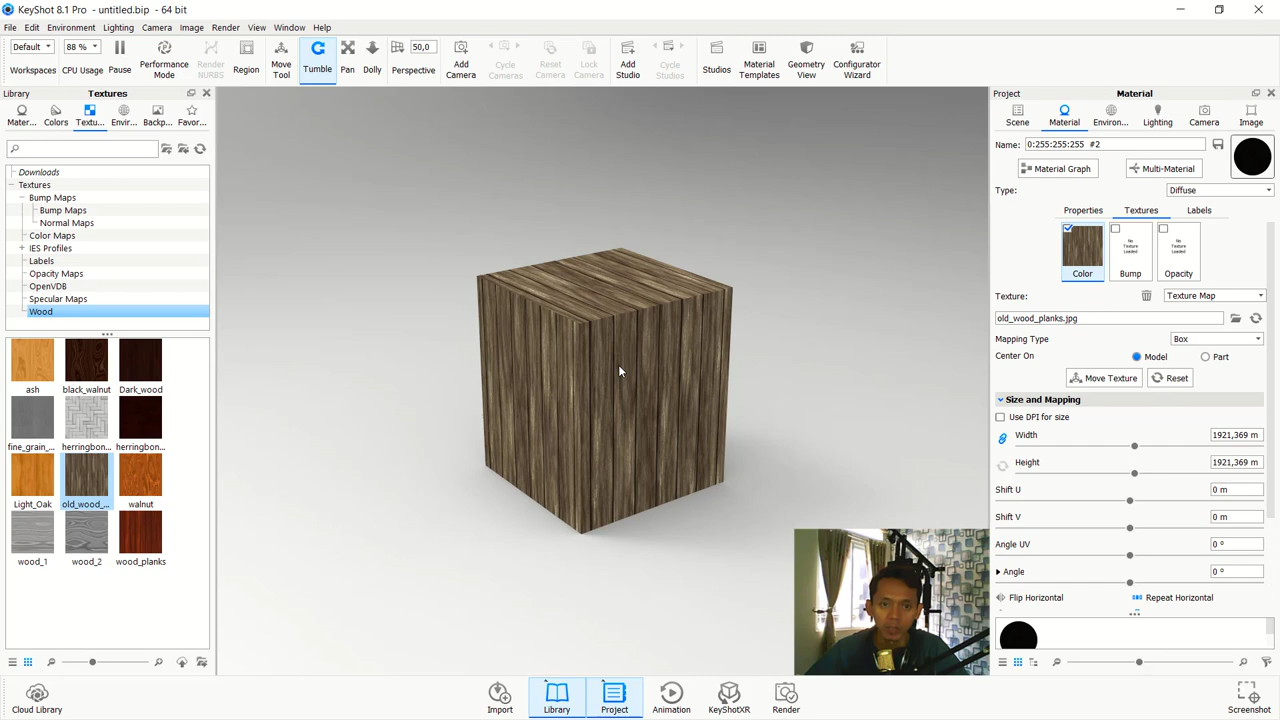 KeyShot 8.1 Pro - untitled.bip - 64 bit
File Edit Environment Lighting Camera Image Render View Window Help
Default 88 % 50,0
Workspaces CPU Usage Pause Performance Mode Render NURBS Region Move Tool Tumble Pan Dolly Perspective Add Camera Cycle Cameras Reset Camera Lock Camera Add Studio Cycle Studios Studios Material Templates Geometry View Configurator Wizard
Library Textures
Mater... Colors Textu... Envir... Backp... Favor...
Downloads
Textures
Bump Maps
Bump Maps
Normal Maps
Color Maps
IES Profiles
Labels
Opacity Maps
OpenVDB
Specular Maps
Wood
ash black_walnut Dark_wood
fine_grain_... herringbon... herringbon...
Light_Oak old_wood_... walnut
wood_1 wood_2 wood_planks
Project Material
Scene Material Environ... Lighting Camera Image
Name: 0:255:255:255 #2
Material Graph Multi-Material
Type: Diffuse
Properties Textures Labels
No Texture Loaded No Texture Loaded
Color Bump Opacity
Texture: Texture Map
old_wood_planks.jpg
Mapping Type Box
Center On Model Part
Move Texture Reset
Size and Mapping
Use DPI for size
Width 1921,369 m
Height 1921,369 m
Shift U 0 m
Shift V 0 m
Angle UV 0 º
Angle 0 º
Flip Horizontal Repeat Horizontal
Cloud Library Import Library Project Animation KeyShotXR Render Screenshot